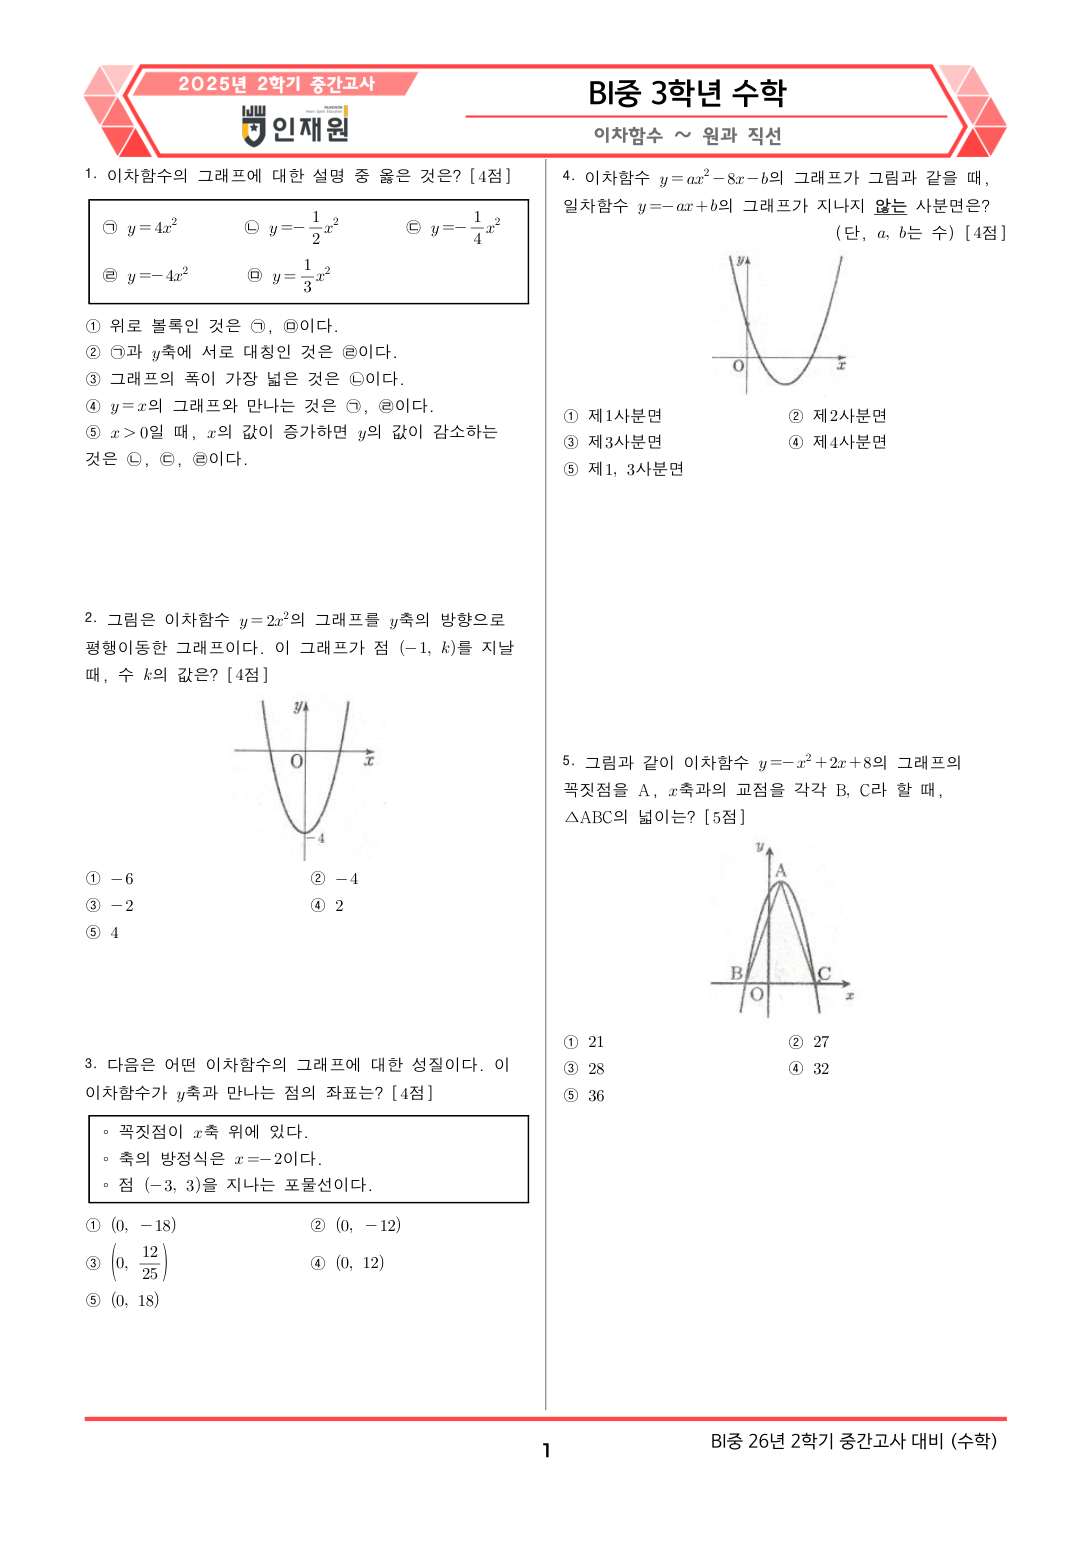 2025년 2학기 중간고사
인재원
BI중 3학년 수학
이차함수 ~ 원과 직선
1. 이차함수의 그래프에 대한 설명 중 옳은 것은? [4점]
㉠ y=4x² ㉡ y=-1/2x² ㉢ y=-1/4x²
㉣ y=-4x² ㉤ y=1/3x²
① 위로 볼록인 것은 ㉠, ㉤이다.
② ㉠과 y축에 서로 대칭인 것은 ㉣이다.
③ 그래프의 폭이 가장 넓은 것은 ㉡이다.
④ y=x의 그래프와 만나는 것은 ㉠, ㉣이다.
⑤ x>0일 때, x의 값이 증가하면 y의 값이 감소하는
것은 ㉡, ㉢, ㉣이다.
2. 그림은 이차함수 y=2x²의 그래프를 y축의 방향으로
평행이동한 그래프이다. 이 그래프가 점 (-1, k)를 지날
때, 수 k의 값은? [4점]
y
O x
-4
① -6 ② -4
③ -2 ④ 2
⑤ 4
3. 다음은 어떤 이차함수의 그래프에 대한 성질이다. 이
이차함수가 y축과 만나는 점의 좌표는? [4점]
◦ 꼭짓점이 x축 위에 있다.
◦ 축의 방정식은 x=-2이다.
◦ 점 (-3, 3)을 지나는 포물선이다.
① (0, -18) ② (0, -12)
③ (0, 12/25) ④ (0, 12)
⑤ (0, 18)
4. 이차함수 y=ax²-8x-b의 그래프가 그림과 같을 때,
일차함수 y=-ax+b의 그래프가 지나지 않는 사분면은?
(단, a, b는 수) [4점]
y
O x
① 제1사분면 ② 제2사분면
③ 제3사분면 ④ 제4사분면
⑤ 제1, 3사분면
5. 그림과 같이 이차함수 y=-x²+2x+8의 그래프의
꼭짓점을 A, x축과의 교점을 각각 B, C라 할 때,
△ABC의 넓이는? [5점]
y
A
B C
O x
① 21 ② 27
③ 28 ④ 32
⑤ 36
1
BI중 26년 2학기 중간고사 대비 (수학)